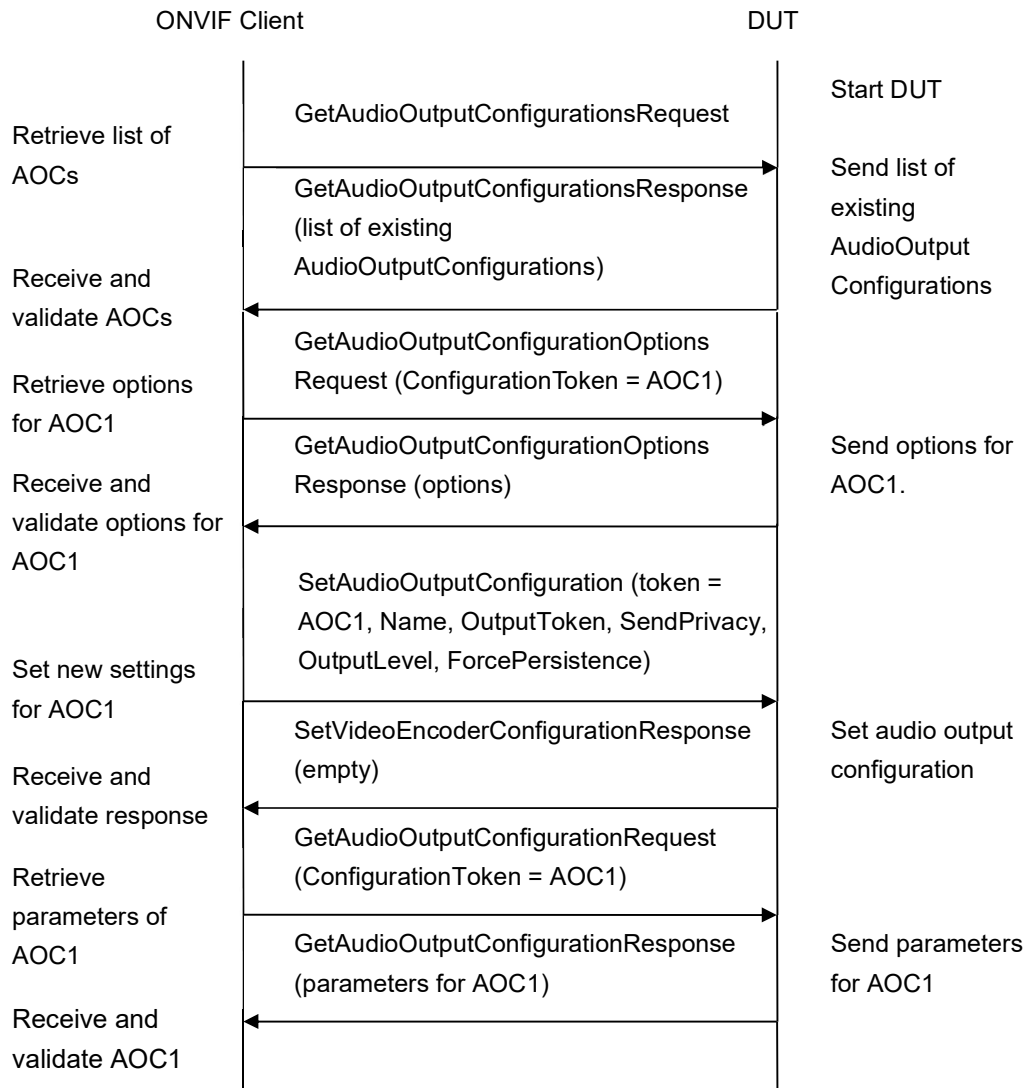 ONVIF Client
DUT
Start DUT
GetAudioOutputConfigurationsRequest
Retrieve list of
AOCs
Send list of
existing
AudioOutput
Configurations
GetAudioOutputConfigurationsResponse
(list of existing
AudioOutputConfigurations)
Receive and
validate AOCs
GetAudioOutputConfigurationOptions
Request (ConfigurationToken = AOC1)
Retrieve options
for AOC1
GetAudioOutputConfigurationOptions
Response (options)
Send options for
AOC1.
Receive and
validate options for
AOC1
SetAudioOutputConfiguration (token =
AOC1, Name, OutputToken, SendPrivacy,
OutputLevel, ForcePersistence)
Set new settings
for AOC1
SetVideoEncoderConfigurationResponse
(empty)
Set audio output
configuration
Receive and
validate response
GetAudioOutputConfigurationRequest
(ConfigurationToken = AOC1)
Retrieve
parameters of
AOC1
GetAudioOutputConfigurationResponse
(parameters for AOC1)
Send parameters
for AOC1
Receive and
validate AOC1